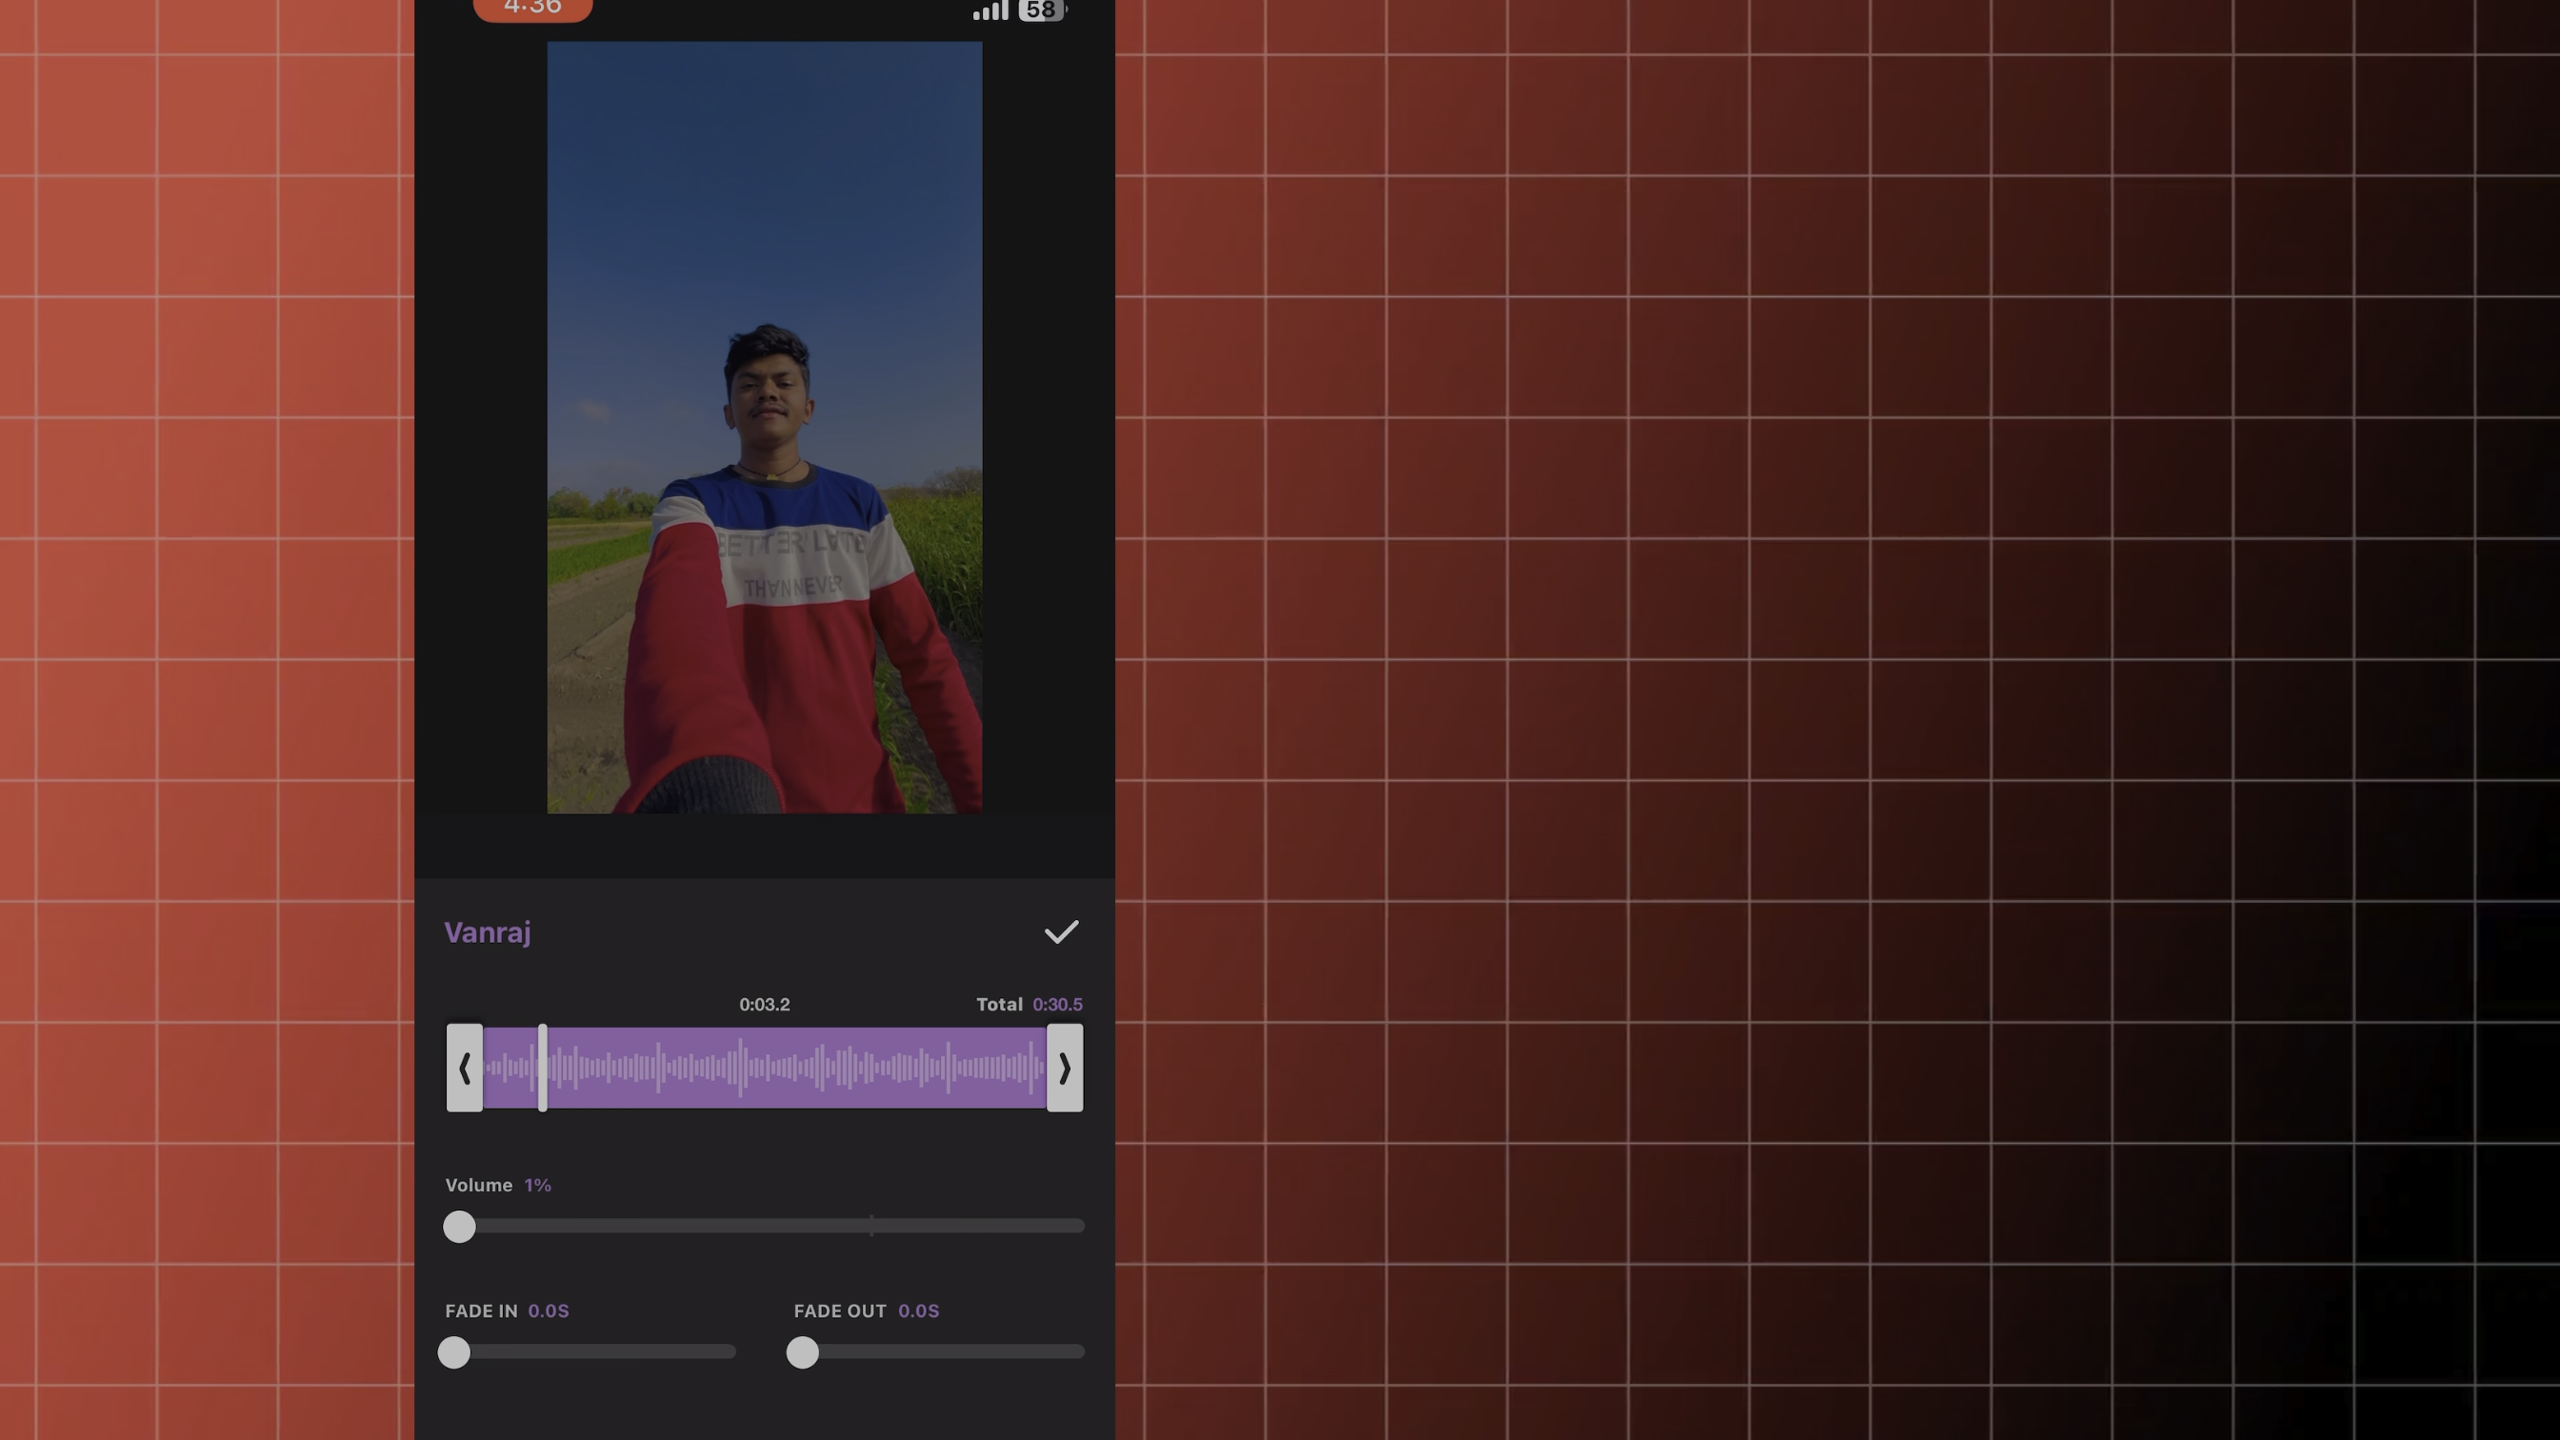 4:36
58
BETTER LATE
THAN NEVER
Vanraj
0:03.2
Total 0:30.5
Volume 1%
FADE IN 0.0S
FADE OUT 0.0S